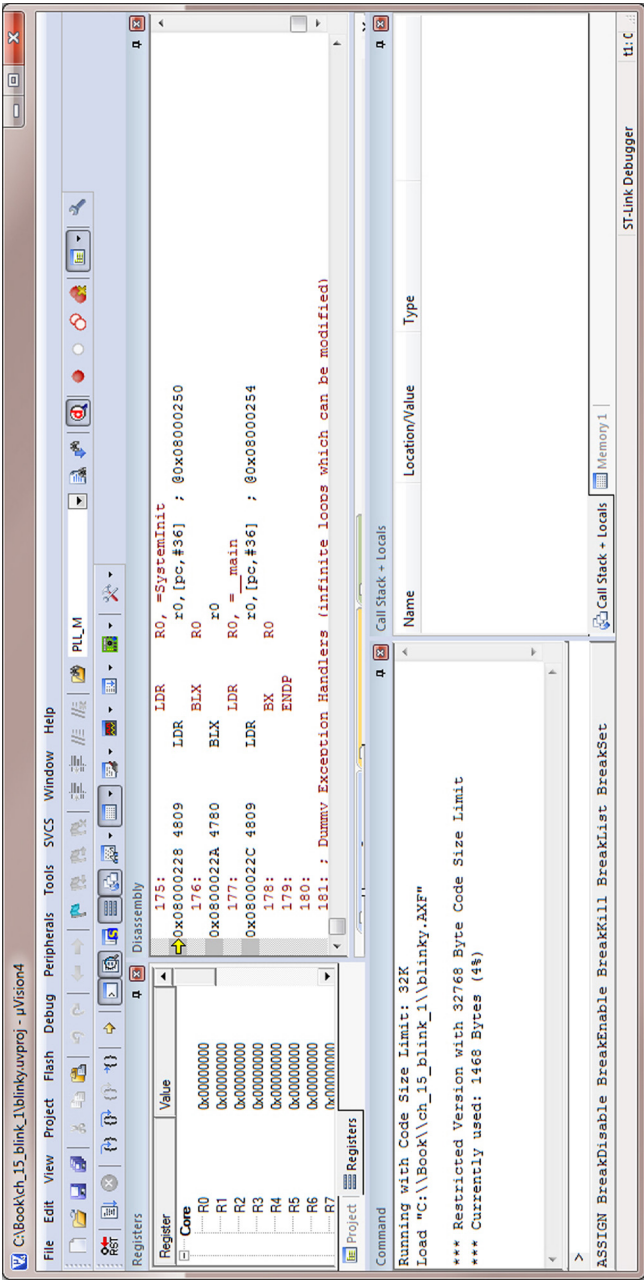 C:\Book\ch_15_blink_1\blinky.uvproj - µVision4
File Edit View Project Flash Debug Peripherals Tools SVCS Window Help
PLL_M
RST
Registers
Register Value
Core
R0 0x00000000
R1 0x00000000
R2 0x00000000
R3 0x00000000
R4 0x00000000
R5 0x00000000
R6 0x00000000
R7 0x00000000
Project Registers
Disassembly
175: LDR R0, =SystemInit
0x08000228 4809 LDR r0,[pc,#36] ; @0x08000250
176: BLX R0
0x0800022A 4780 BLX r0
177: LDR R0, =__main
0x0800022C 4809 LDR r0,[pc,#36] ; @0x08000254
178: BX R0
179: ENDP
180:
181: ; Dummy Exception Handlers (infinite loops which can be modified)
Command
Running with Code Size Limit: 32K
Load "C:\\Book\\ch_15_blink_1\\blinky.AXF"
*** Restricted Version with 32768 Byte Code Size Limit
*** Currently used: 1468 Bytes (4%)
>
ASSIGN BreakDisable BreakEnable BreakKill BreakList BreakSet
Call Stack + Locals
Name Location/Value Type
Call Stack + Locals Memory 1
ST-Link Debugger t1: 0